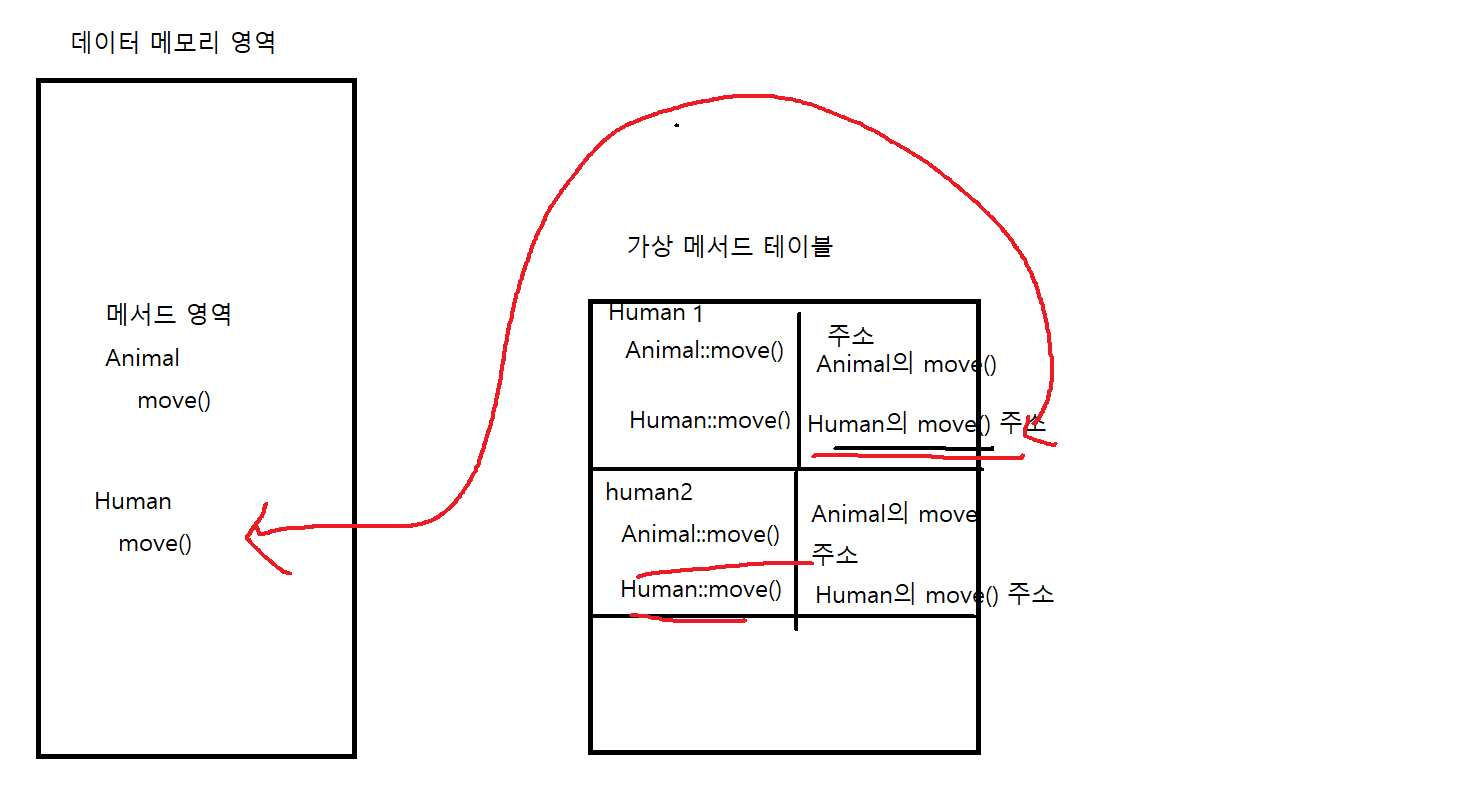 데이터 메모리 영역
메서드 영역
Animal
move()
Human
move()
가상 메서드 테이블
Human 1
주소
Animal::move()
Animal의 move()
Human::move()
Human의 move() 주소
human2
Animal의 move
Animal::move()
주소
Human::move()
Human의 move() 주소